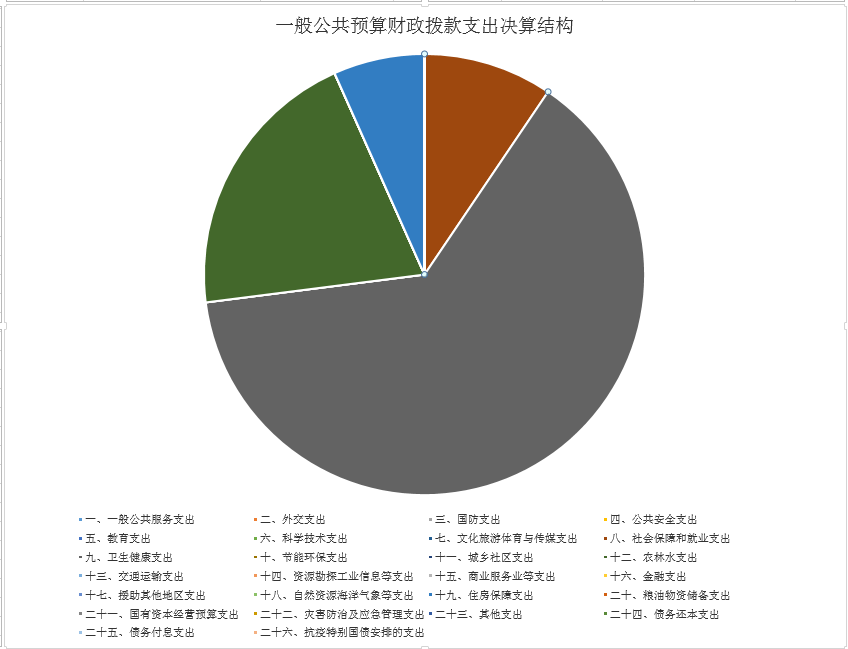 一般公共预算财政拨款支出决算结构
一、一般公共服务支出 二、外交支出 三、国防支出 四、公共安全支出
五、教育支出 六、科学技术支出 七、文化旅游体育与传媒支出 八、社会保障和就业支出
九、卫生健康支出 十、节能环保支出 十一、城乡社区支出 十二、农林水支出
十三、交通运输支出 十四、资源勘探工业信息等支出 十五、商业服务业等支出 十六、金融支出
十七、援助其他地区支出 十八、自然资源海洋气象等支出 十九、住房保障支出 二十、粮油物资储备支出
二十一、国有资本经营预算支出 二十二、灾害防治及应急管理支出 二十三、其他支出 二十四、债务还本支出
二十五、债务付息支出 二十六、抗疫特别国债安排的支出